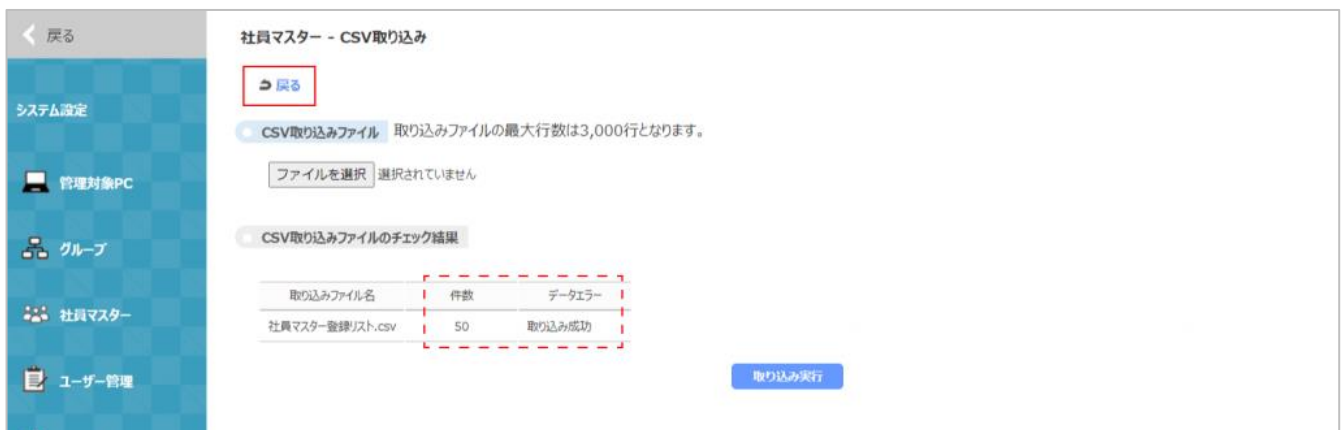 戻る
システム設定
管理対象PC
グループ
社員マスター
ユーザー管理
社員マスター - CSV取り込み
戻る
CSV取り込みファイル 取り込みファイルの最大行数は3,000行となります。
ファイルを選択 選択されていません
CSV取り込みファイルのチェック結果
取り込みファイル名 件数 データエラー
社員マスター登録リスト.csv 50 取り込み成功
取り込み実行